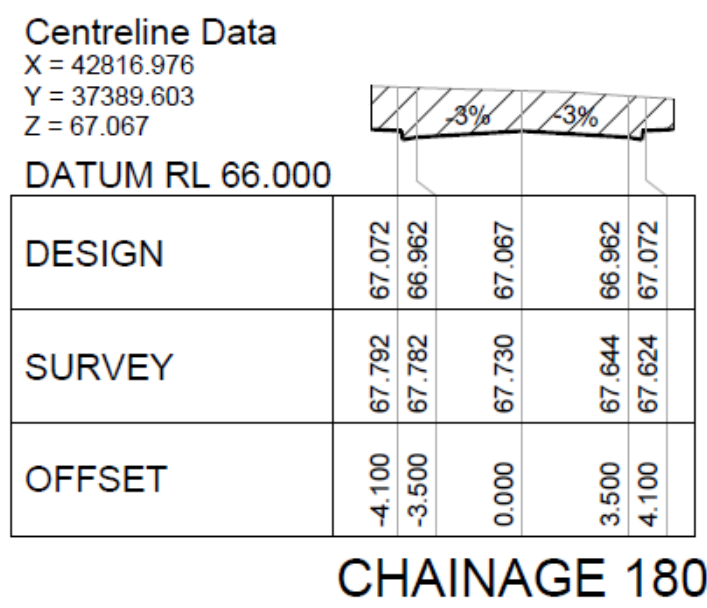 Centreline Data
X = 42816.976
Y = 37389.603
Z = 67.067
-3% -3%
DATUM RL 66.000
DESIGN 67.072 66.962 67.067 66.962 67.072
SURVEY 67.792 67.782 67.730 67.644 67.624
OFFSET -4.100 -3.500 0.000 3.500 4.100
CHAINAGE 180